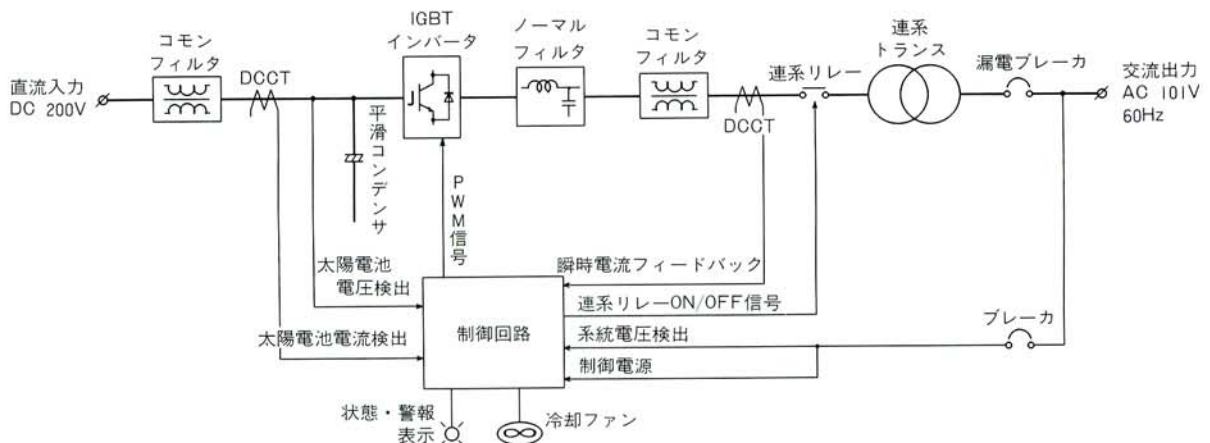 IGBT
インバータ
コモン
フィルタ
ノーマル
フィルタ
コモン
フィルタ
連系
トランス
直流入力
DC 200V
DCCT
連系リレー
漏電ブレーカ
交流出力
AC 101V
60Hz
DCCT
平滑コンデンサ
PWM信号
太陽電池
電圧検出
瞬時電流フィードバック
連系リレーON/OFF信号
太陽電池電流検出
制御回路
系統電圧検出
ブレーカ
制御電源
状態・警報
表示
冷却ファン